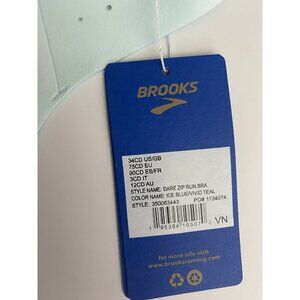 BROOKS
34CD US/GB
75CD EU
90CD ES/FR
3CD IT
12CD AU
STYLE NAME: DARE ZIP RUN BRA
COLOR NAME: ICE BLUE/VIVID TEAL
STYLE: 350083443 PO# 1134074
VN
for more info visit
www.brooksrunning.com